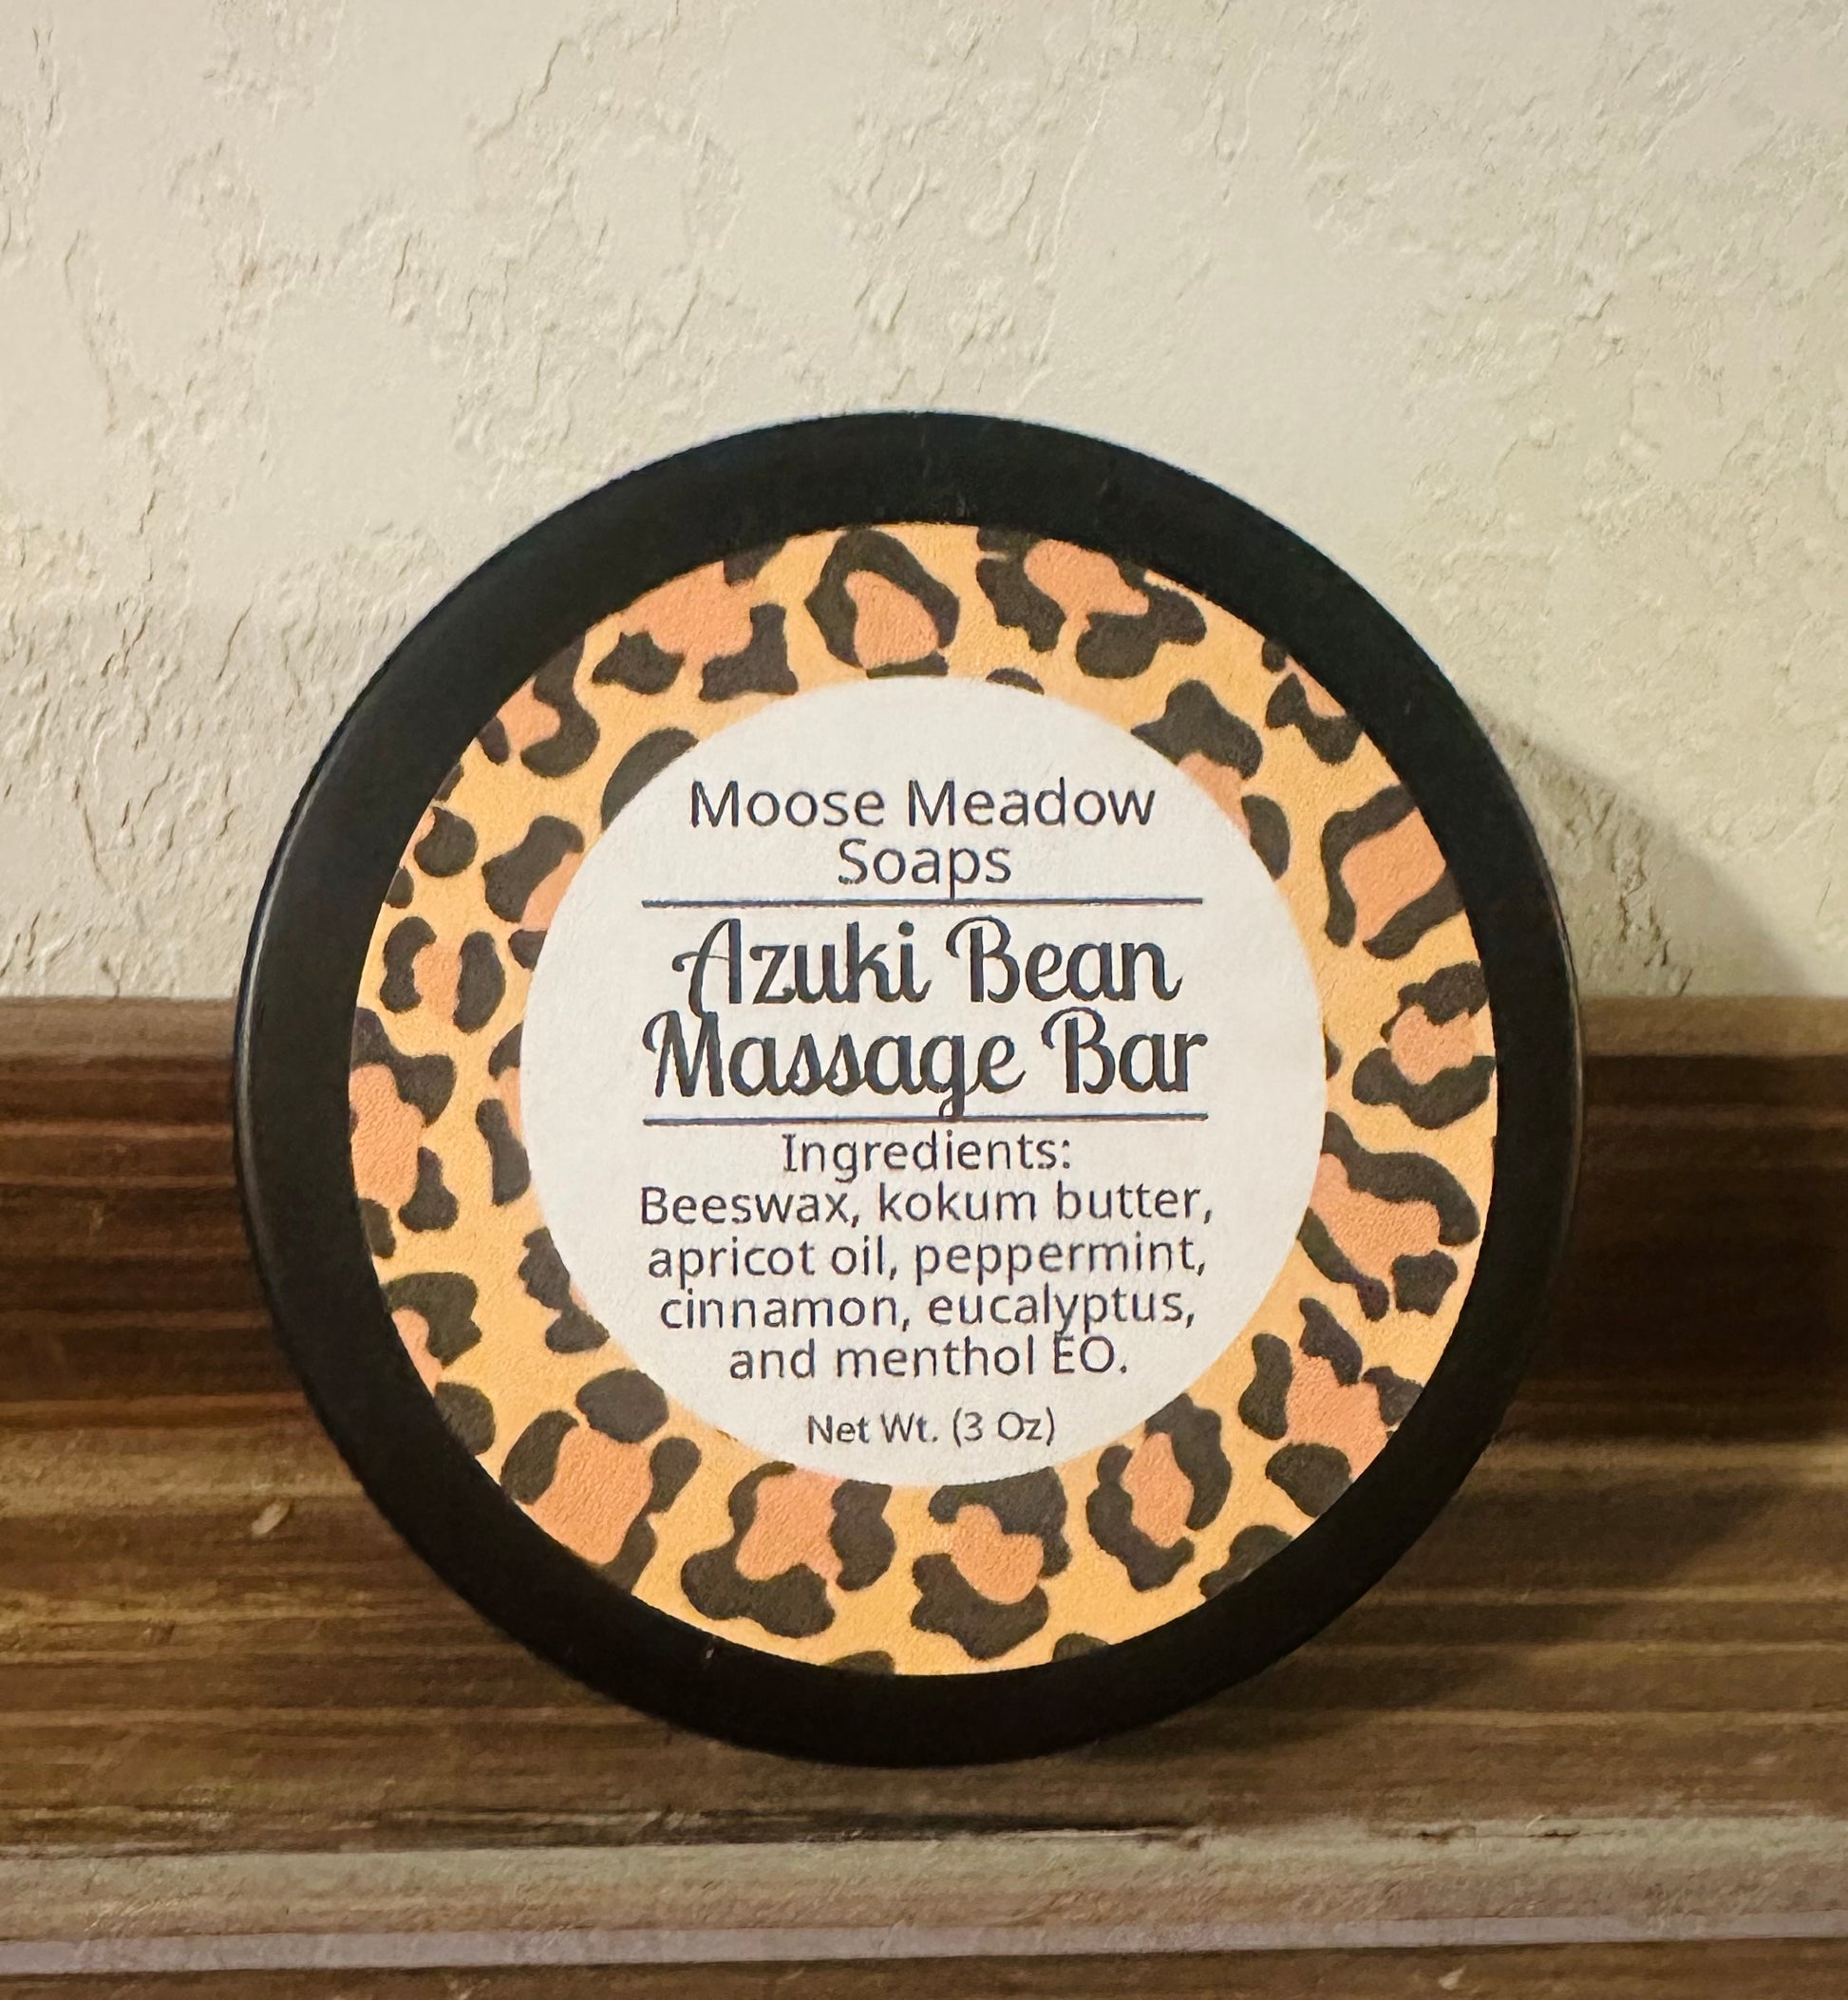 Moose Meadow
Soaps
Azuki Bean
Massage Bar
Ingredients:
Beeswax, kokum butter,
apricot oil, peppermint,
cinnamon, eucalyptus,
and menthol EO.
Net Wt. (3 Oz)